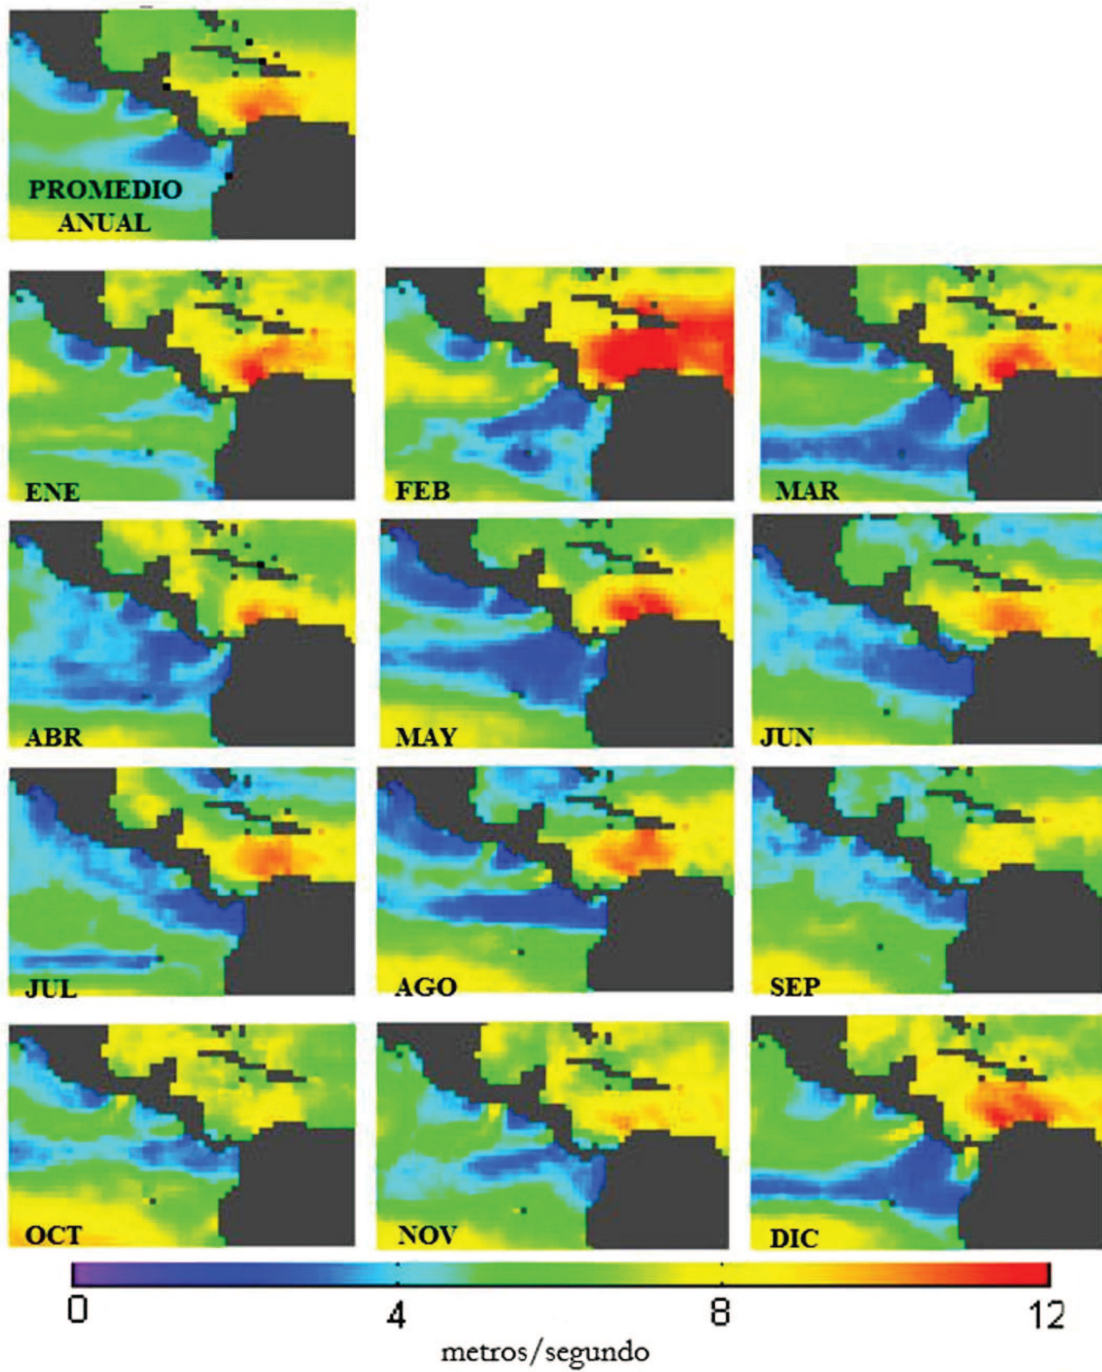 PROMEDIO
ANUAL
ENE
FEB
MAR
ABR
MAY
JUN
JUL
AGO
SEP
OCT
NOV
DIC
0 4 8 12
metros/segundo